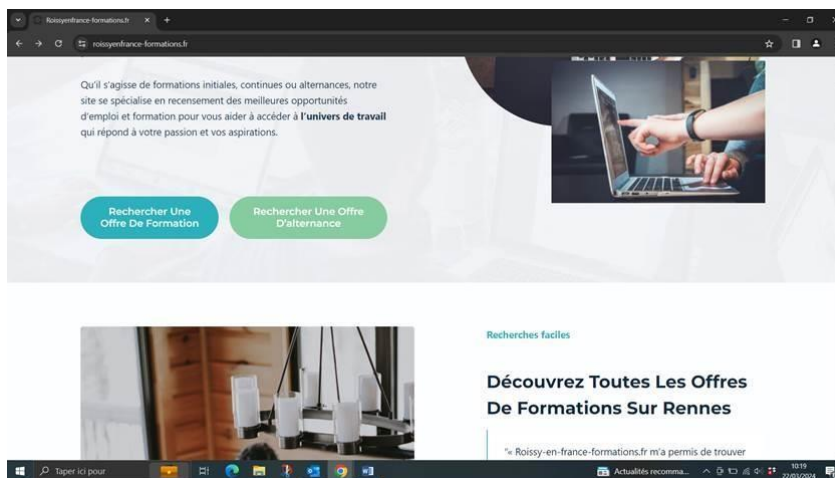 Roissyenfrance-formations.fr
roissyenfrance-formations.fr
Qu'il s'agisse de formations initiales, continues ou alternances, notre
site se spécialise en recensement des meilleures opportunités
d'emploi et formation pour vous aider à accéder à l'univers de travail
qui répond à votre passion et vos aspirations.
Rechercher Une
Offre De Formation
Rechercher Une Offre
D'alternance
Recherches faciles
Découvrez Toutes Les Offres
De Formations Sur Rennes
"« Roissy-en-france-formations.fr m'a permis de trouver
Taper ici pour
Actualités recomma...
10:19
22/03/2024